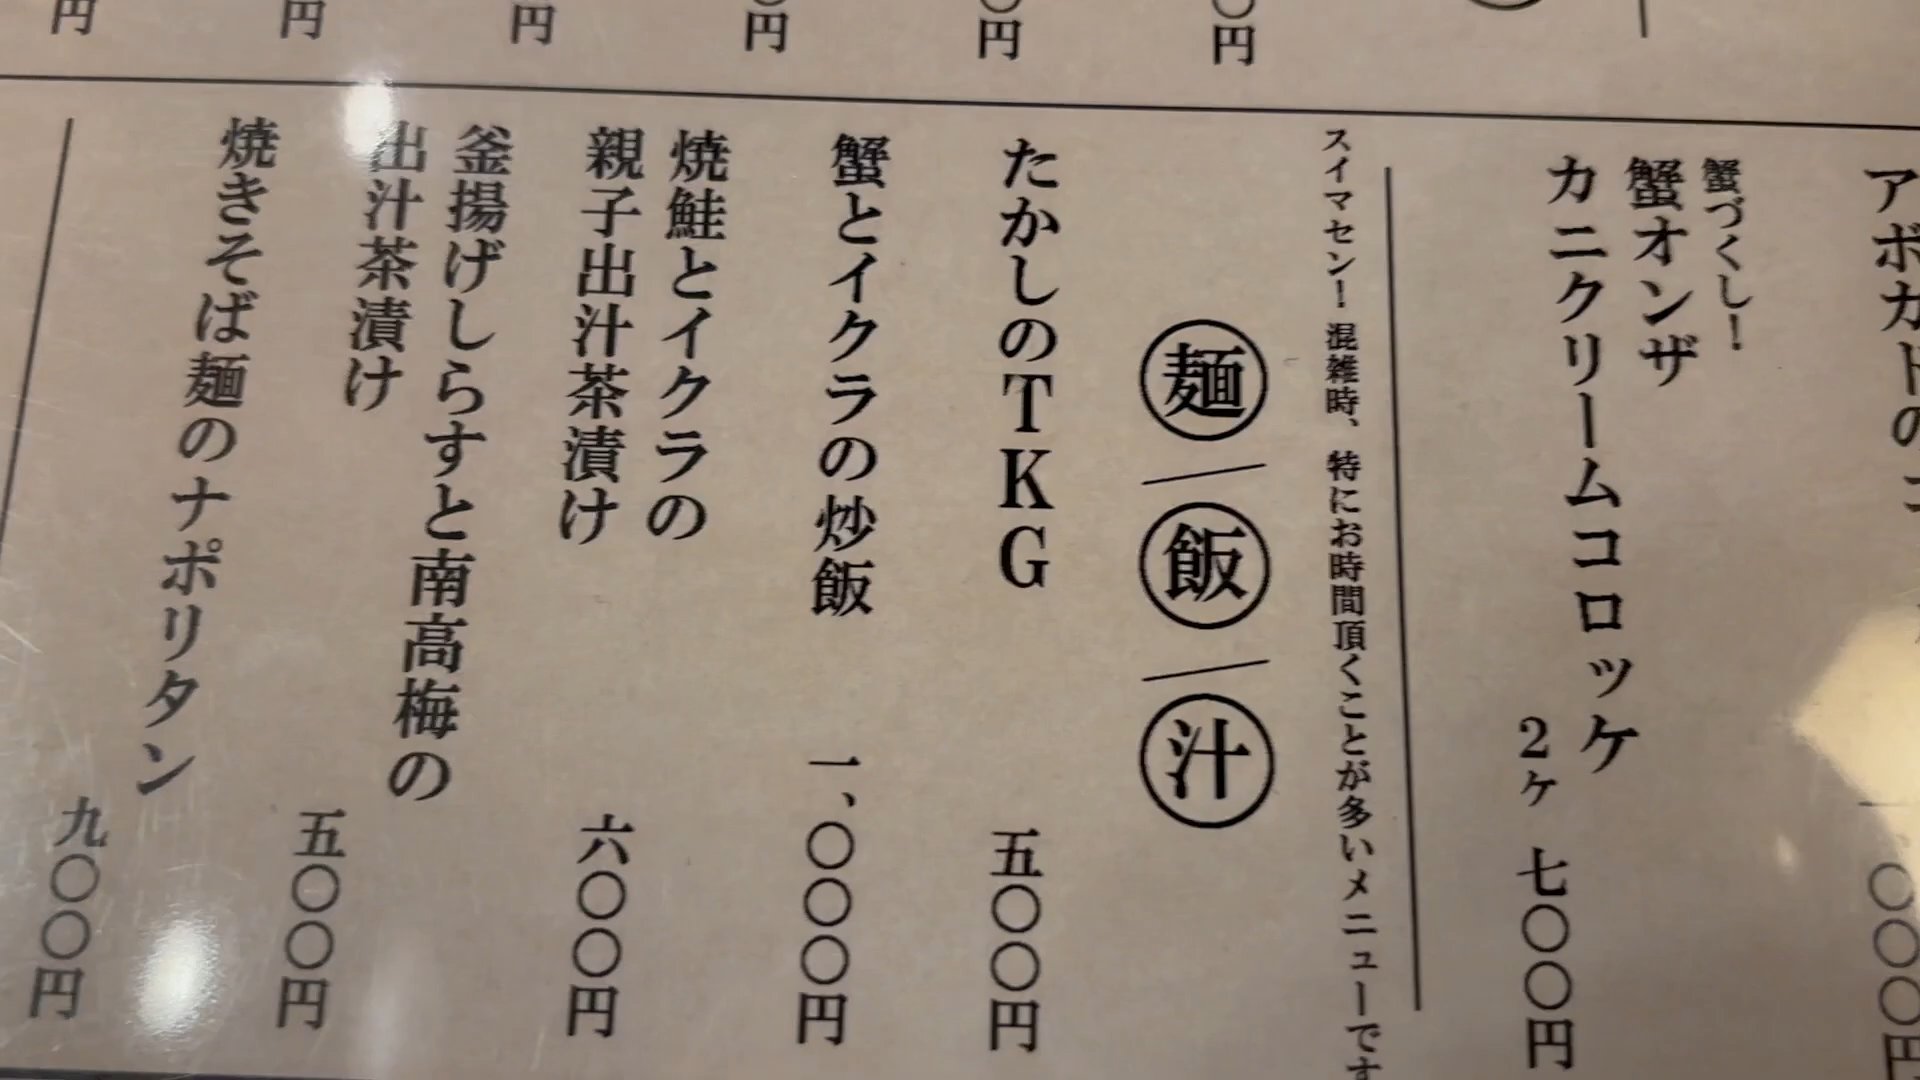 蟹づくし!
蟹オンザ
カニクリームコロッケ
2ヶ 七〇〇円
スイマセン! 混雑時、特にお時間頂くことが多いメニューです
麺/飯/汁
たかしのTKG 五〇〇円
蟹とイクラの炒飯 一、〇〇〇円
焼鮭とイクラの
親子出汁茶漬け 六〇〇円
釜揚げしらすと南高梅の
出汁茶漬け 五〇〇円
焼きそば麺のナポリタン 九〇〇円